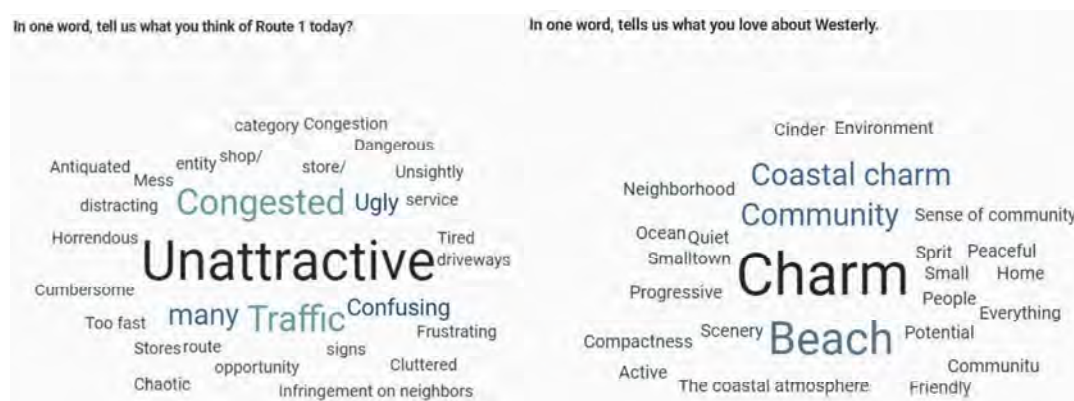 In one word, tell us what you think of Route 1 today?
category Congestion
Dangerous
Antiquated entity shop/ store/ Unsightly
Mess
distracting Congested Ugly service
Horrendous Unattractive Tired
driveways
Cumbersome
Too fast many Traffic Confusing
Frustrating
Stores route signs
opportunity Cluttered
Chaotic Infringement on neighbors
In one word, tells us what you love about Westerly.
Cinder Environment
Neighborhood Coastal charm
Community Sense of community
Ocean Quiet
Smalltown Charm Sprit Peaceful
Small Home
Progressive People
Everything
Compactness Scenery Beach Potential
Active Communitu
The coastal atmosphere Friendly